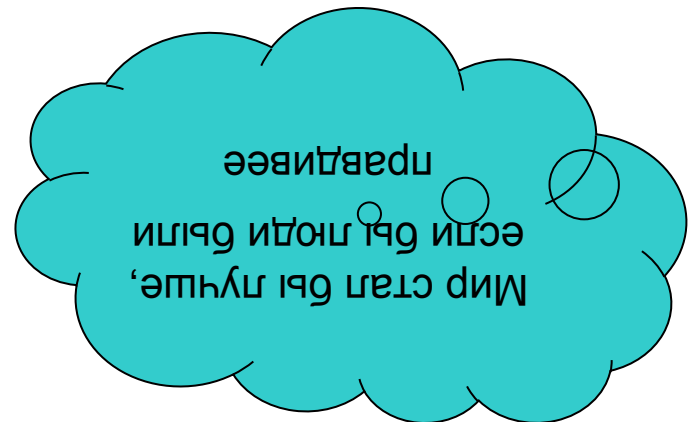 Мир стал бы лучше,
если бы люди были
правдивее